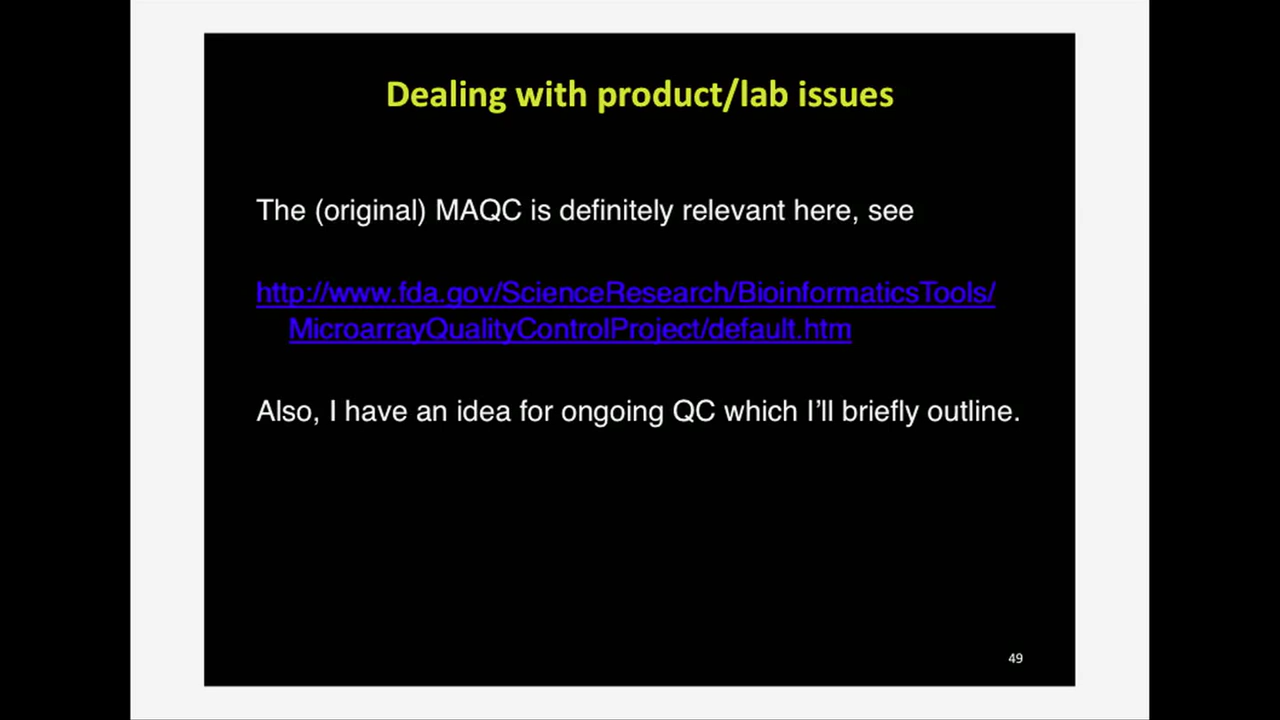 Dealing with product/lab issues
The (original) MAQC is definitely relevant here, see
http://www.fda.gov/ScienceResearch/BioinformaticsTools/
MicroarrayQualityControlProject/default.htm
Also, I have an idea for ongoing QC which I’ll briefly outline.
49